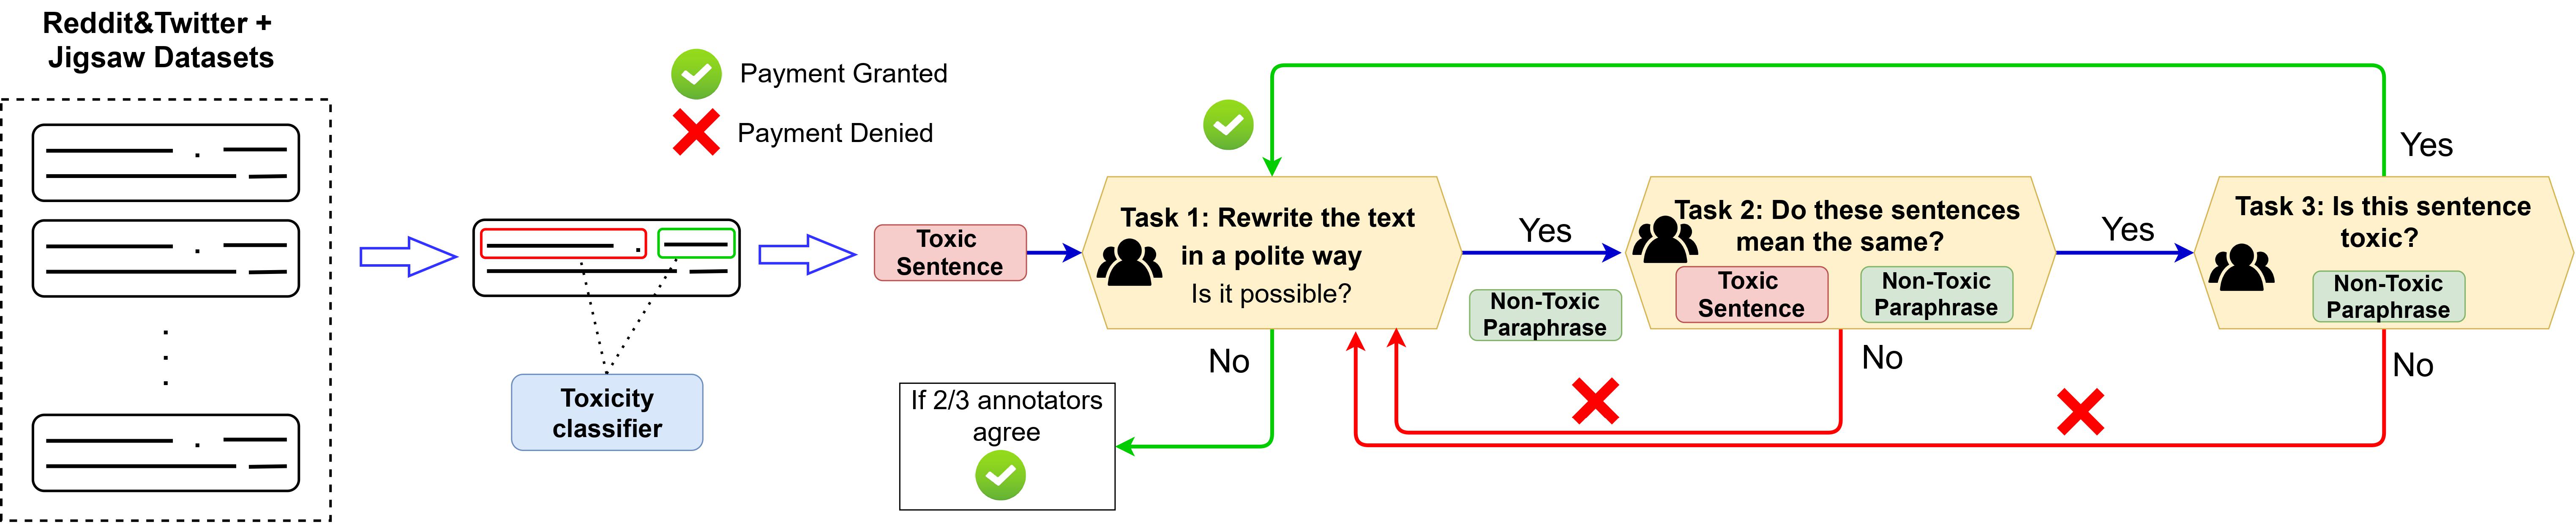 Reddit&Twitter +
Jigsaw Datasets
Payment Granted
Payment Denied
Toxicity
classifier
Toxic
Sentence
Task 1: Rewrite the text
in a polite way
Is it possible?
No
If 2/3 annotators
agree
Yes
Non-Toxic
Paraphrase
Task 2: Do these sentences
mean the same?
Toxic
Sentence
Non-Toxic
Paraphrase
No
Yes
Task 3: Is this sentence
toxic?
Non-Toxic
Paraphrase
Yes
No